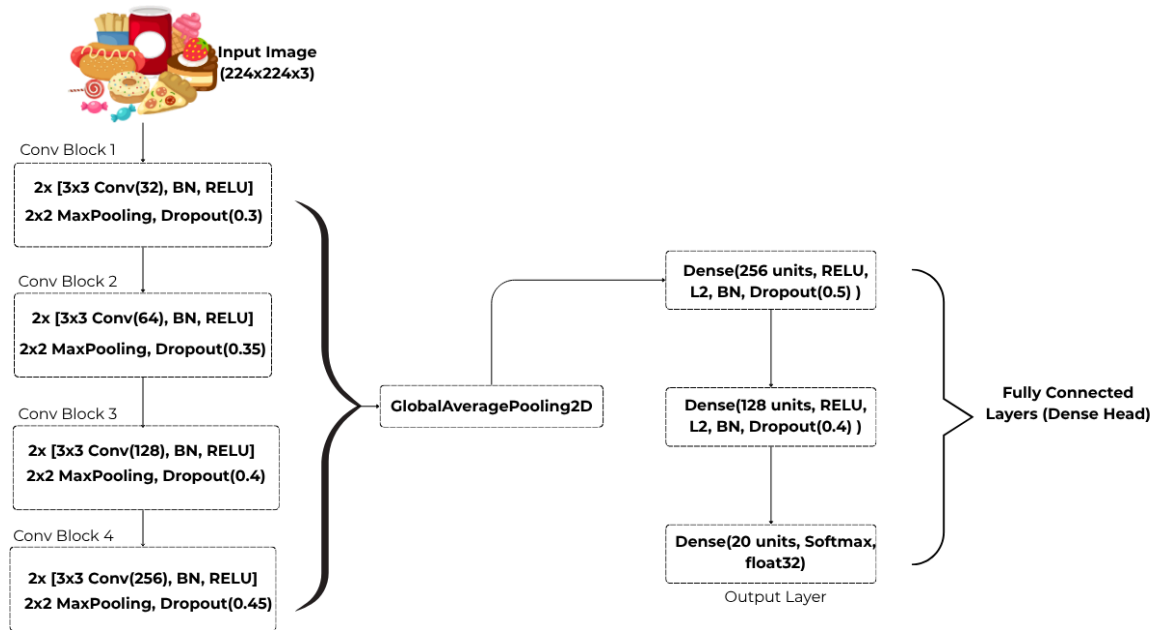 Input Image
(224x224x3)
Conv Block 1
2x [3x3 Conv(32), BN, RELU]
2x2 MaxPooling, Dropout(0.3)
Conv Block 2
2x [3x3 Conv(64), BN, RELU]
2x2 MaxPooling, Dropout(0.35)
Conv Block 3
2x [3x3 Conv(128), BN, RELU]
2x2 MaxPooling, Dropout(0.4)
Conv Block 4
2x [3x3 Conv(256), BN, RELU]
2x2 MaxPooling, Dropout(0.45)
GlobalAveragePooling2D
Dense(256 units, RELU,
L2, BN, Dropout(0.5) )
Dense(128 units, RELU,
L2, BN, Dropout(0.4) )
Dense(20 units, Softmax,
float32)
Output Layer
Fully Connected
Layers (Dense Head)